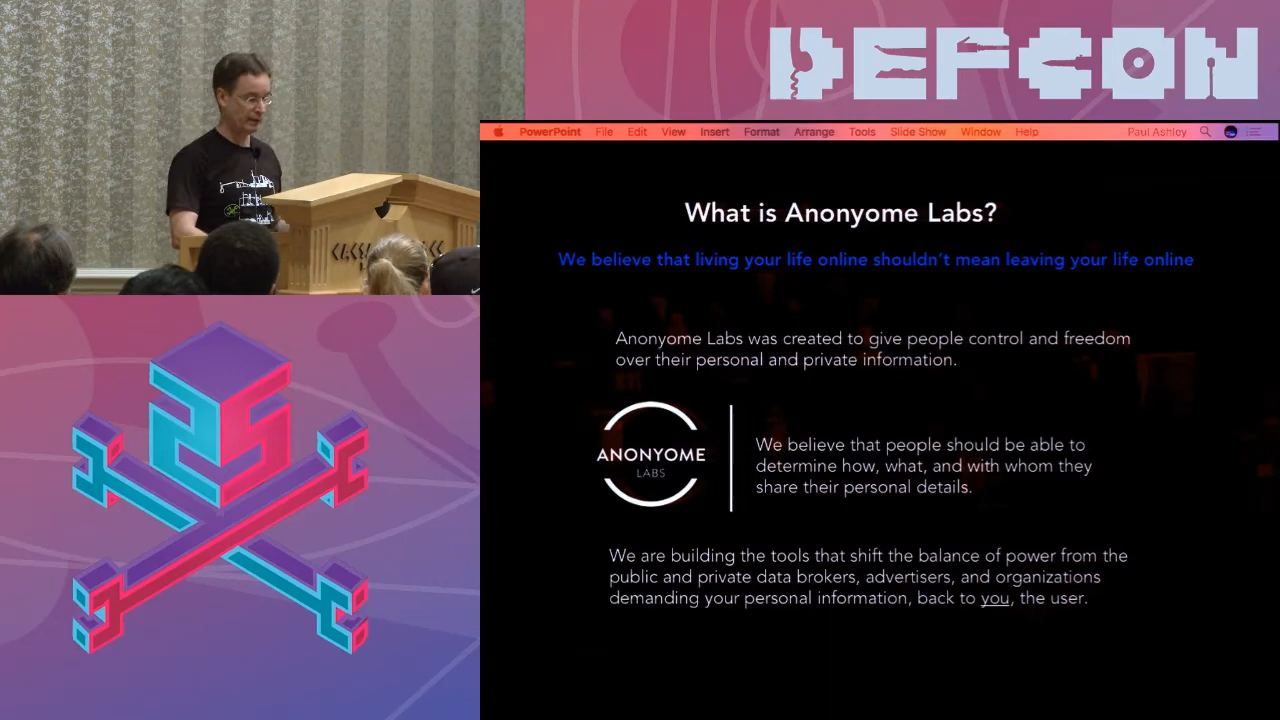 DEFCON
PowerPoint File Edit View Insert Format Arrange Tools Slide Show Window Help Paul Ashley
What is Anonyome Labs?
We believe that living your life online shouldn't mean leaving your life online
Anonyome Labs was created to give people control and freedom
over their personal and private information.
ANONYOME
LABS
We believe that people should be able to
determine how, what, and with whom they
share their personal details.
We are building the tools that shift the balance of power from the
public and private data brokers, advertisers, and organizations
demanding your personal information, back to you, the user.